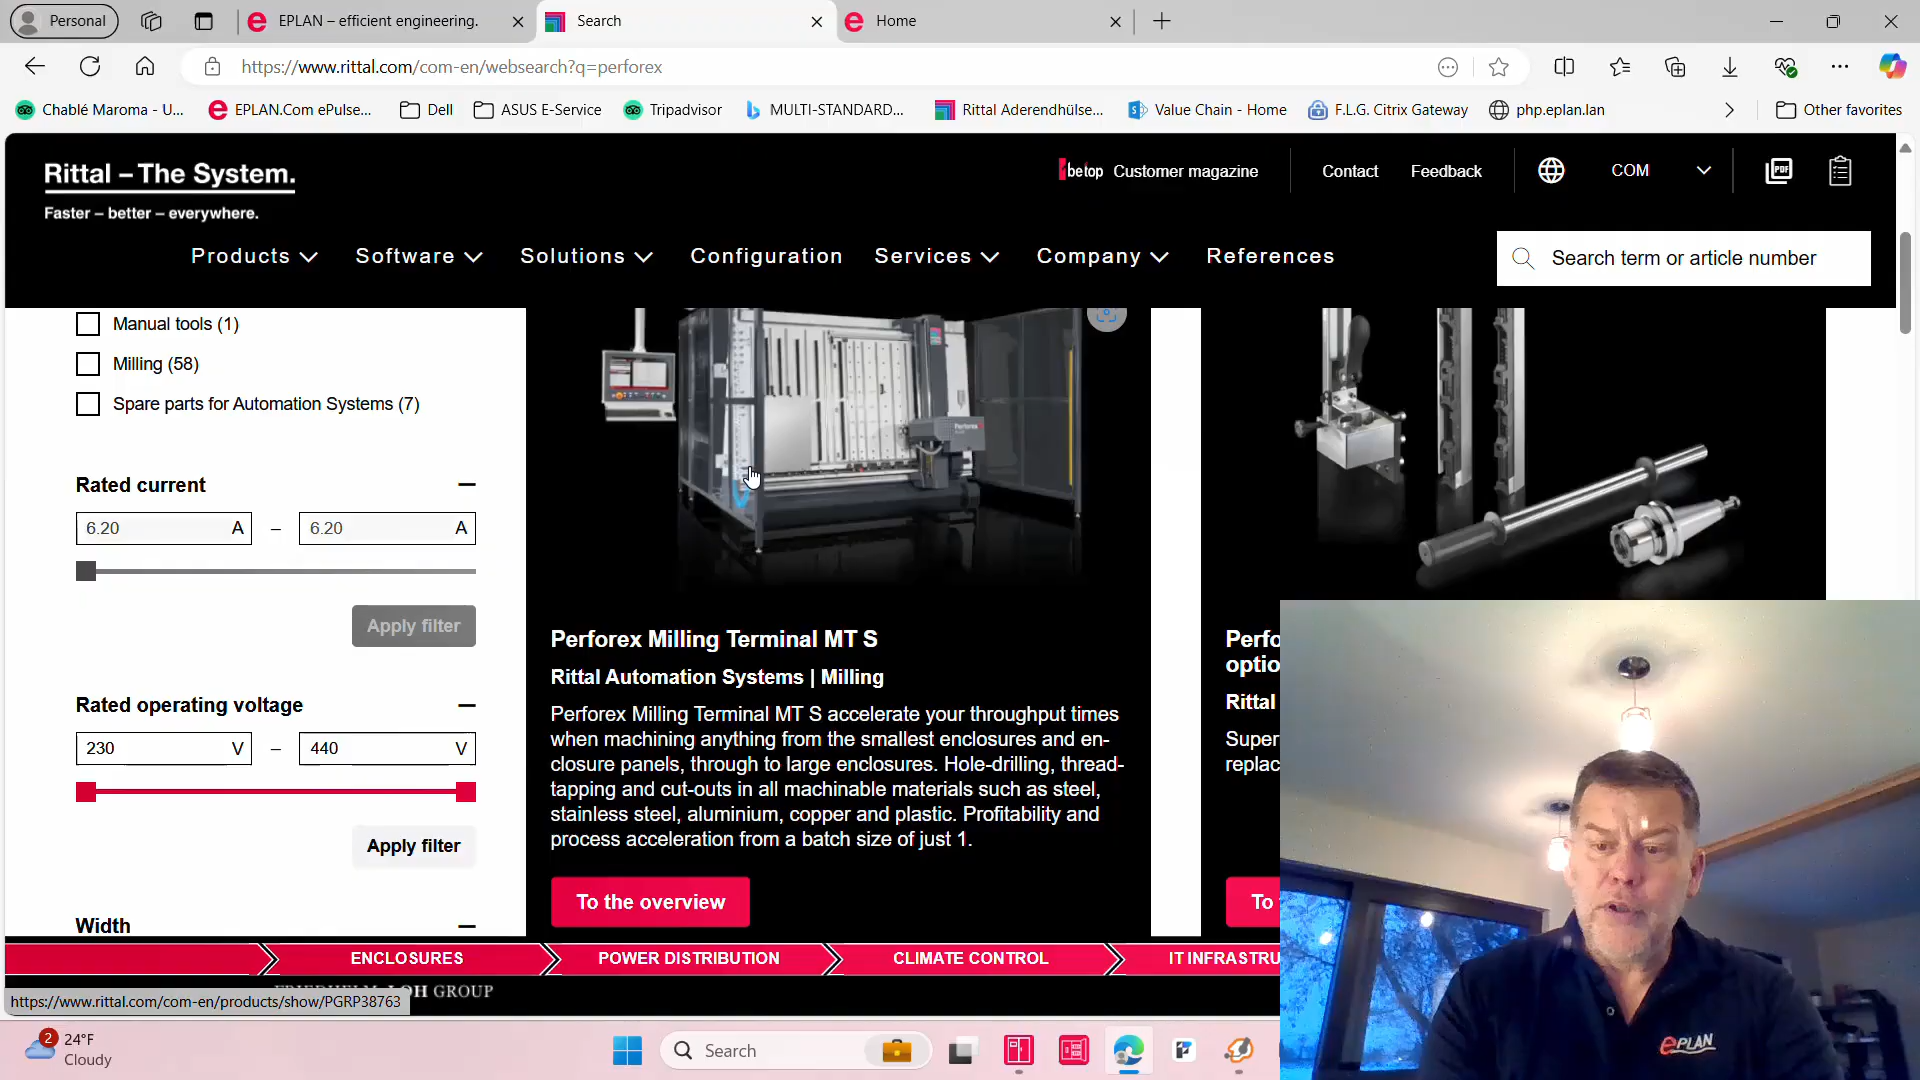 Personal
EPLAN – efficient engineering.
Search
Home
https://www.rittal.com/com-en/websearch?q=perforex
Chablé Maroma - U...
EPLAN.Com ePulse...
Dell
ASUS E-Service
Tripadvisor
MULTI-STANDARD...
Rittal Aderendhülse...
Value Chain - Home
F.L.G. Citrix Gateway
php.eplan.lan
Other favorites
Rittal – The System.
Faster – better – everywhere.
betop Customer magazine
Contact
Feedback
COM
PDF
Products
Software
Solutions
Configuration
Services
Company
References
Search term or article number
Manual tools (1)
Milling (58)
Spare parts for Automation Systems (7)
Rated current
6.20 A – 6.20 A
Apply filter
Rated operating voltage
230 V – 440 V
Apply filter
Width
Perforex
Perforex Milling Terminal MT S
Rittal Automation Systems | Milling
Perforex Milling Terminal MT S accelerate your throughput times
when machining anything from the smallest enclosures and en-
closure panels, through to large enclosures. Hole-drilling, thread-
tapping and cut-outs in all machinable materials such as steel,
stainless steel, aluminium, copper and plastic. Profitability and
process acceleration from a batch size of just 1.
To the overview
Perfo
optio
Rittal
Super
replac
To
ENCLOSURES
POWER DISTRIBUTION
CLIMATE CONTROL
IT INFRASTRU
LOH GROUP
https://www.rittal.com/com-en/products/show/PGRP38763
2
24°F
Cloudy
Search
ePLAN